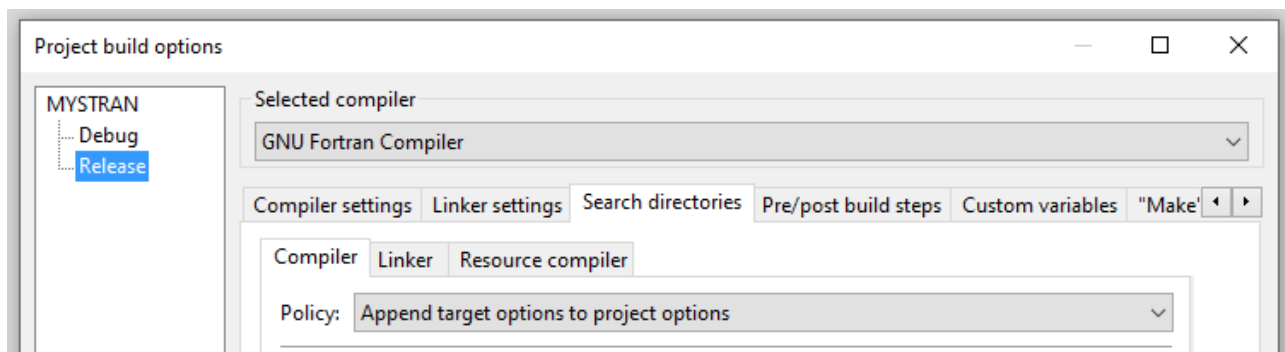 Project build options
MYSTRAN
Debug
Release
Selected compiler
GNU Fortran Compiler
Compiler settings Linker settings Search directories Pre/post build steps Custom variables "Make"
Compiler Linker Resource compiler
Policy: Append target options to project options